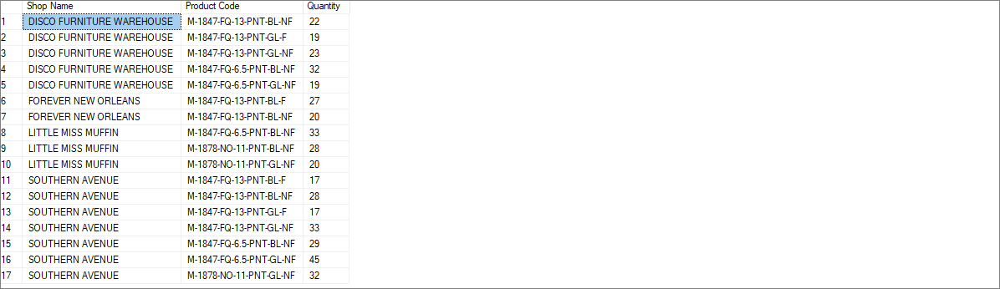 Shop Name Product Code Quantity
1 DISCO FURNITURE WAREHOUSE M-1847-FQ-13-PNT-BL-NF 22
2 DISCO FURNITURE WAREHOUSE M-1847-FQ-13-PNT-GL-F 19
3 DISCO FURNITURE WAREHOUSE M-1847-FQ-13-PNT-GL-NF 23
4 DISCO FURNITURE WAREHOUSE M-1847-FQ-6.5-PNT-BL-NF 32
5 DISCO FURNITURE WAREHOUSE M-1847-FQ-6.5-PNT-GL-NF 19
6 FOREVER NEW ORLEANS M-1847-FQ-13-PNT-BL-F 27
7 FOREVER NEW ORLEANS M-1847-FQ-13-PNT-BL-NF 20
8 LITTLE MISS MUFFIN M-1847-FQ-6.5-PNT-BL-NF 33
9 LITTLE MISS MUFFIN M-1878-NO-11-PNT-BL-NF 28
10 LITTLE MISS MUFFIN M-1878-NO-11-PNT-GL-NF 20
11 SOUTHERN AVENUE M-1847-FQ-13-PNT-BL-F 17
12 SOUTHERN AVENUE M-1847-FQ-13-PNT-BL-NF 28
13 SOUTHERN AVENUE M-1847-FQ-13-PNT-GL-F 17
14 SOUTHERN AVENUE M-1847-FQ-13-PNT-GL-NF 33
15 SOUTHERN AVENUE M-1847-FQ-6.5-PNT-BL-NF 29
16 SOUTHERN AVENUE M-1847-FQ-6.5-PNT-GL-NF 45
17 SOUTHERN AVENUE M-1878-NO-11-PNT-GL-NF 32